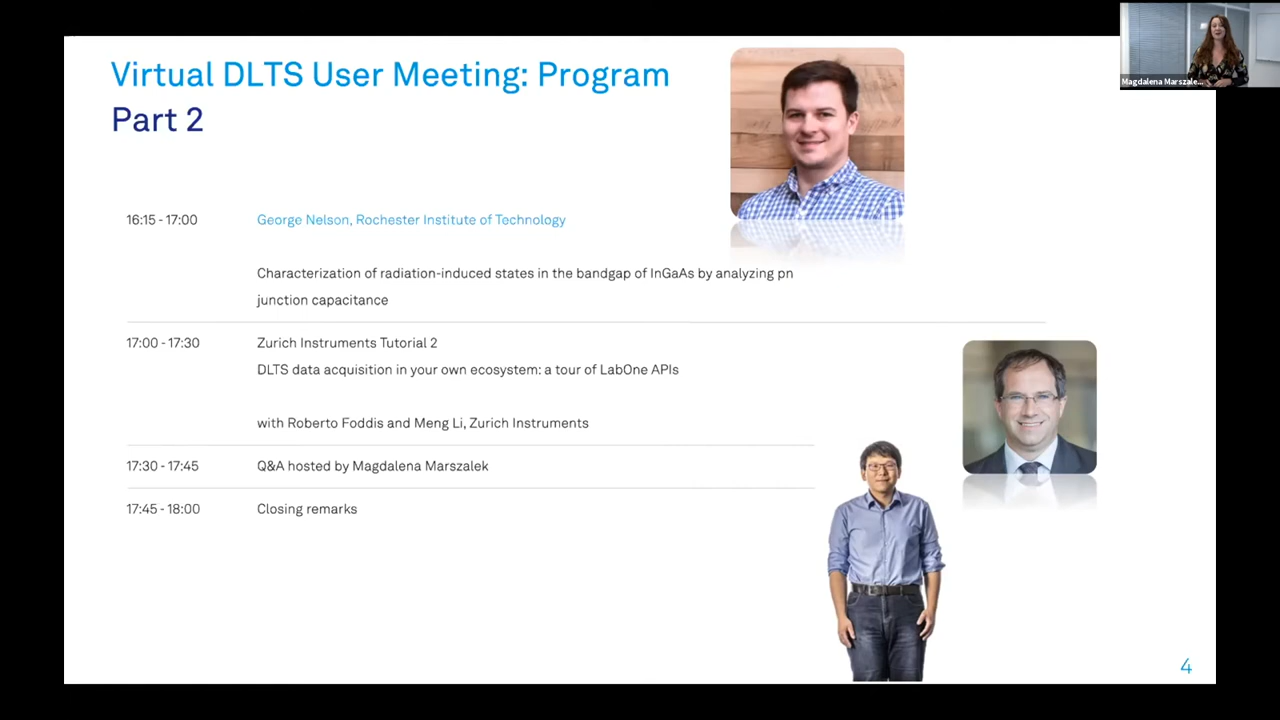 Magdalena Marszale...
Virtual DLTS User Meeting: Program
Part 2
16:15 - 17:00 George Nelson, Rochester Institute of Technology
Characterization of radiation-induced states in the bandgap of InGaAs by analyzing pn
junction capacitance
17:00 - 17:30 Zurich Instruments Tutorial 2
DLTS data acquisition in your own ecosystem: a tour of LabOne APIs
with Roberto Foddis and Meng Li, Zurich Instruments
17:30 - 17:45 Q&A hosted by Magdalena Marszalek
17:45 - 18:00 Closing remarks
4